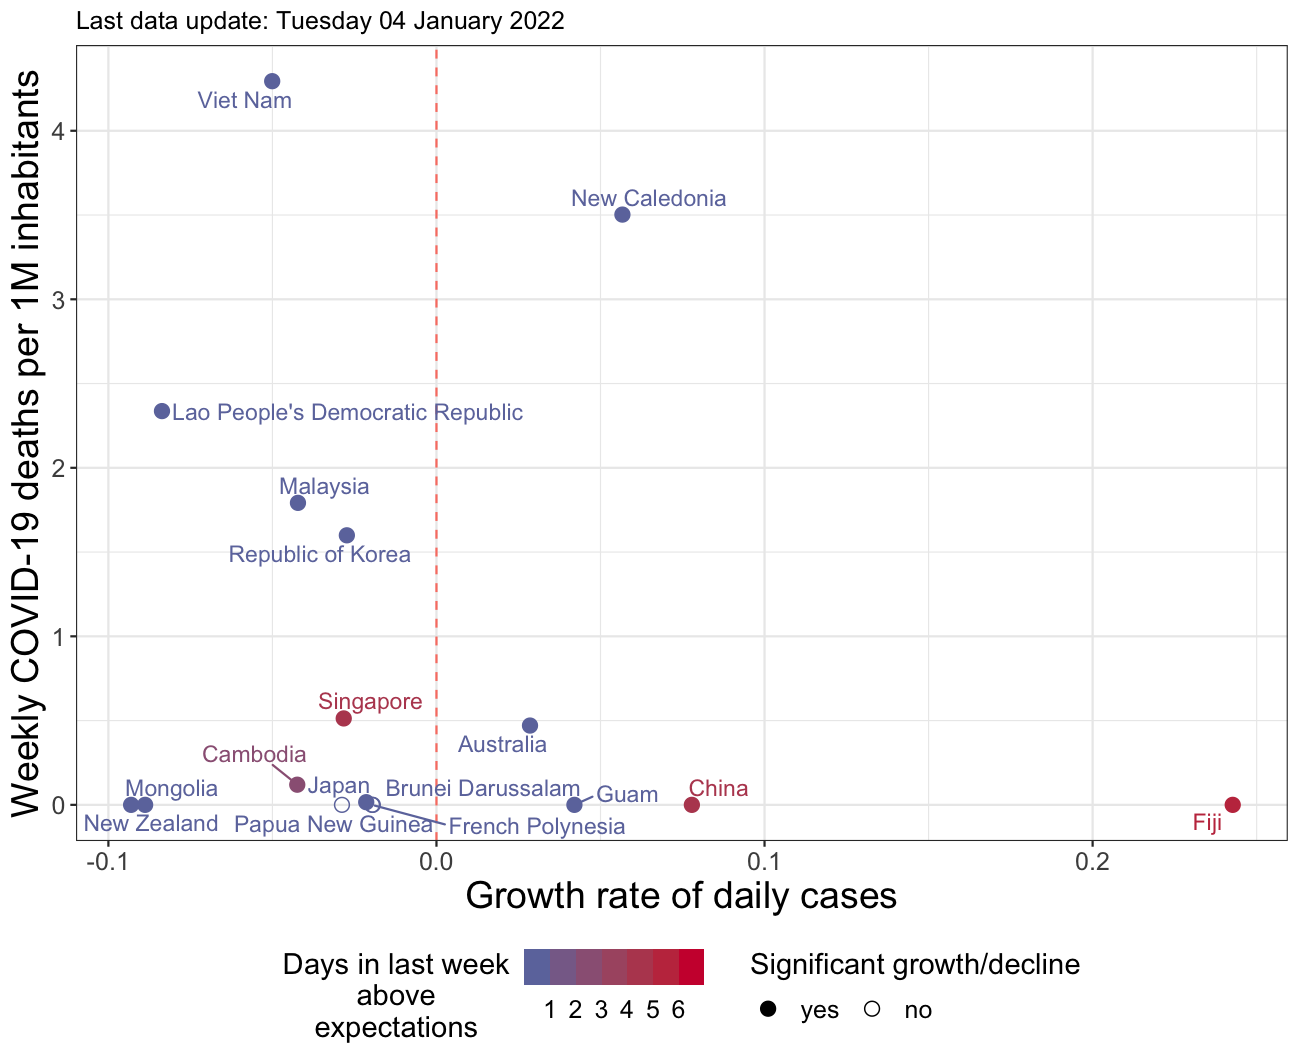 Last data update: Tuesday 04 January 2022
Weekly COVID-19 deaths per 1M inhabitants
4
3
2
1
0
Viet Nam
New Caledonia
Lao People's Democratic Republic
Malaysia
Republic of Korea
Singapore
Australia
Cambodia
Mongolia
Japan
Brunei Darussalam
Guam
China
New Zealand
Papua New Guinea
French Polynesia
Fiji
-0.1
0.0
0.1
0.2
Growth rate of daily cases
Days in last week
above
expectations
1 2 3 4 5 6
Significant growth/decline
yes
no